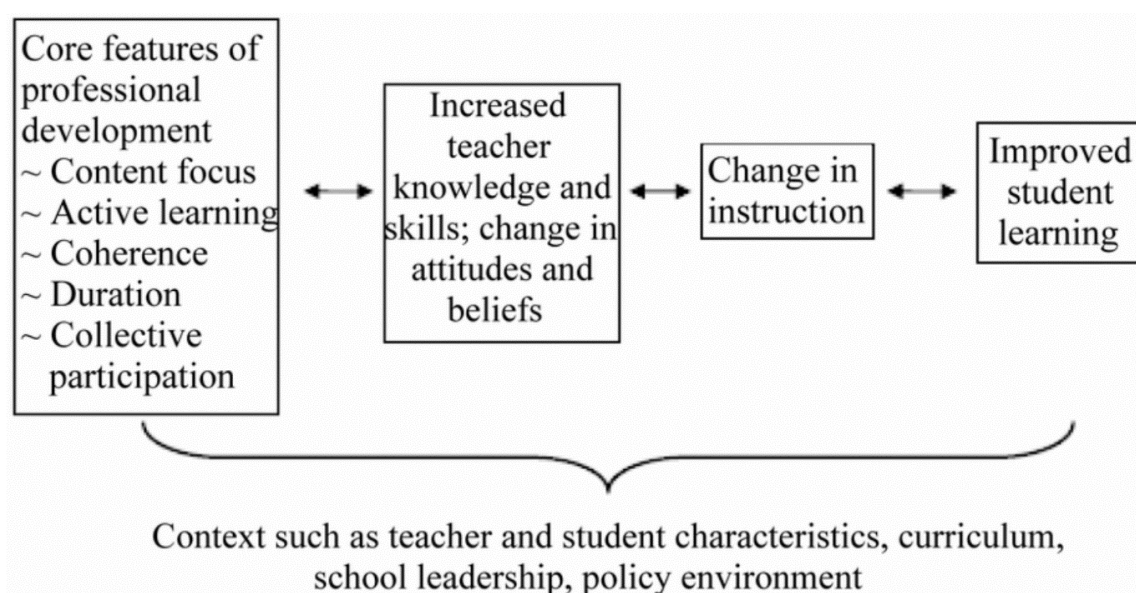 Core features of
professional
development
~ Content focus
~ Active learning
~ Coherence
~ Duration
~ Collective
participation
Increased
teacher
knowledge and
skills; change in
attitudes and
beliefs
Change in
instruction
Improved
student
learning
Context such as teacher and student characteristics, curriculum,
school leadership, policy environment